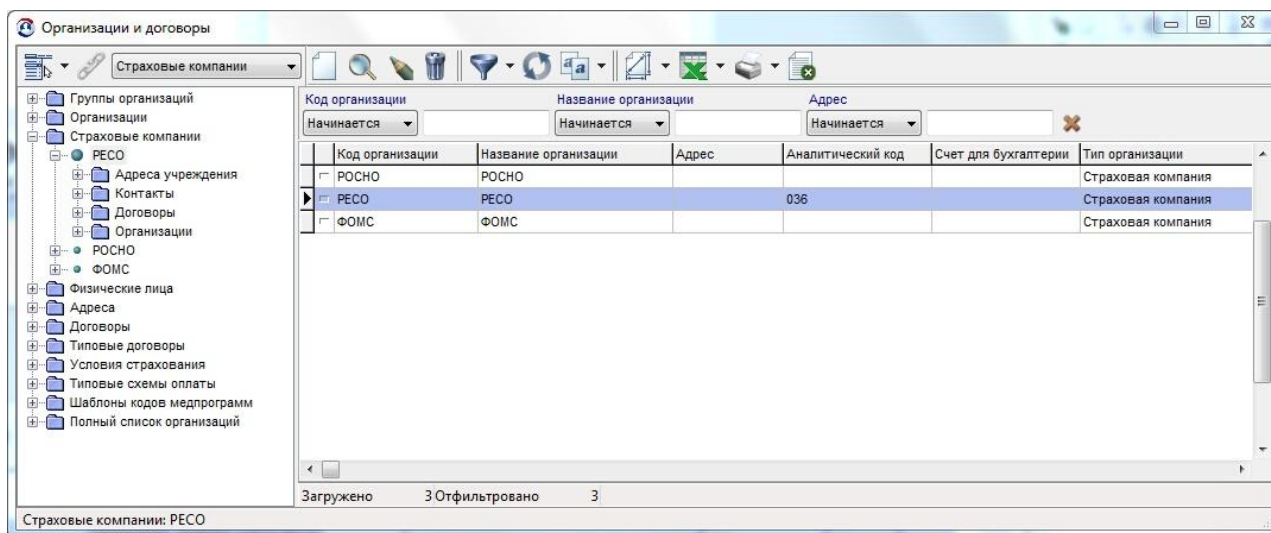 Организации и договоры
Страховые компании
Группы организаций
Организации
Страховые компании
РЕСО
Адреса учреждения
Контакты
Договоры
Организации
РОСНО
ФОМС
Физические лица
Адреса
Договоры
Типовые договоры
Условия страхования
Типовые схемы оплаты
Шаблоны кодов медпрограмм
Полный список организаций
Код организации Название организации Адрес
Начинается Начинается Начинается
Код организации Название организации Адрес Аналитический код Счет для бухгалтерии Тип организации
РОСНО РОСНО Страховая компания
РЕСО РЕСО 036 Страховая компания
ФОМС ФОМС Страховая компания
Загружено 3 Отфильтровано 3
Страховые компании: РЕСО